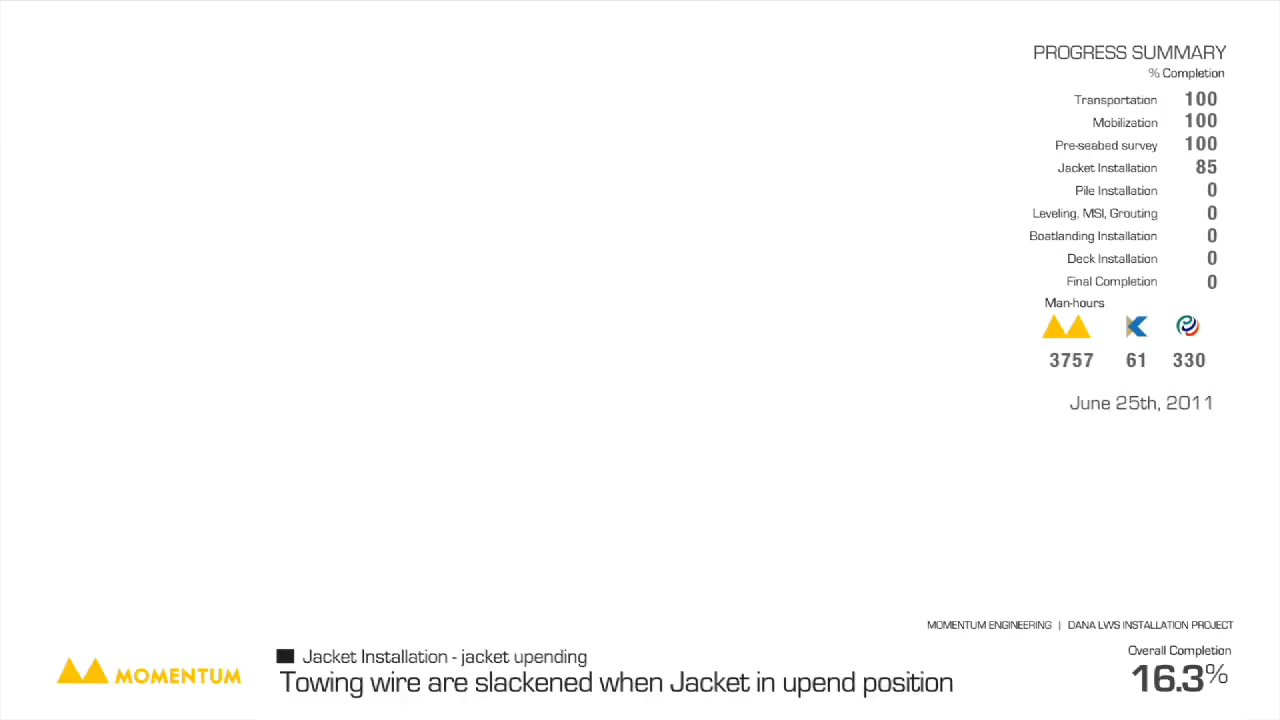 PROGRESS SUMMARY
% Completion
Transportation 100
Mobilization 100
Pre-seabed survey 100
Jacket Installation 85
Pile Installation 0
Leveling, MSI, Grouting 0
Boatlanding Installation 0
Deck Installation 0
Final Completion 0
Man-hours
3757 61 330
June 25th, 2011
MOMENTUM ENGINEERING | DANA LWS INSTALLATION PROJECT
MOMENTUM
Jacket Installation - jacket upending
Towing wire are slackened when Jacket in upend position
Overall Completion
16.3%